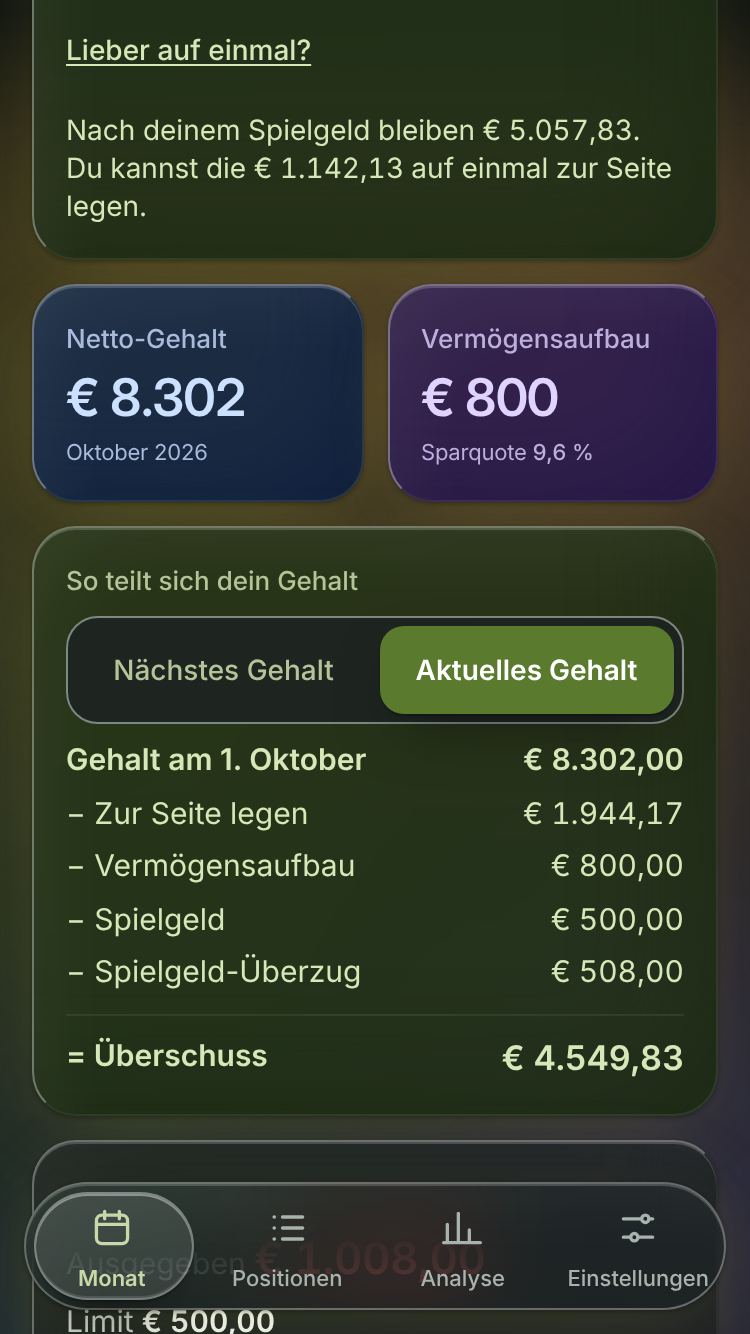 Lieber auf einmal?
Nach deinem Spielgeld bleiben € 5.057,83.
Du kannst die € 1.142,13 auf einmal zur Seite
legen.
Netto-Gehalt
€ 8.302
Oktober 2026
Vermögensaufbau
€ 800
Sparquote 9,6 %
So teilt sich dein Gehalt
Nächstes Gehalt
Aktuelles Gehalt
Gehalt am 1. Oktober € 8.302,00
– Zur Seite legen € 1.944,17
– Vermögensaufbau € 800,00
– Spielgeld € 500,00
– Spielgeld-Überzug € 508,00
= Überschuss € 4.549,83
Ausgegeben € 1.008,00
Monat
Positionen
Analyse
Einstellungen
Limit € 500,00